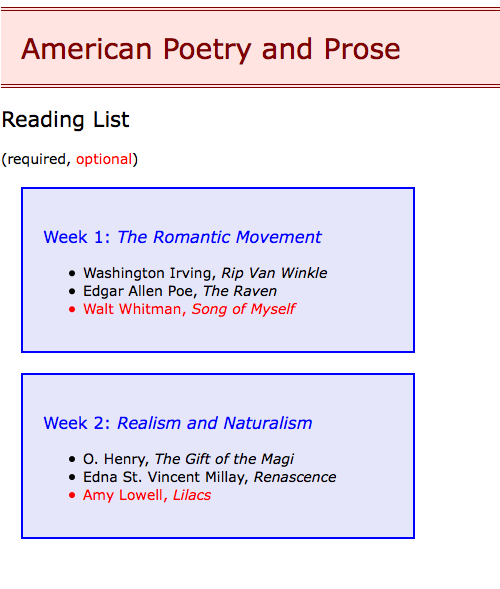 American Poetry and Prose
Reading List
(required, optional)
Week 1: The Romantic Movement
• Washington Irving, Rip Van Winkle
• Edgar Allen Poe, The Raven
• Walt Whitman, Song of Myself
Week 2: Realism and Naturalism
• O. Henry, The Gift of the Magi
• Edna St. Vincent Millay, Renascence
• Amy Lowell, Lilacs